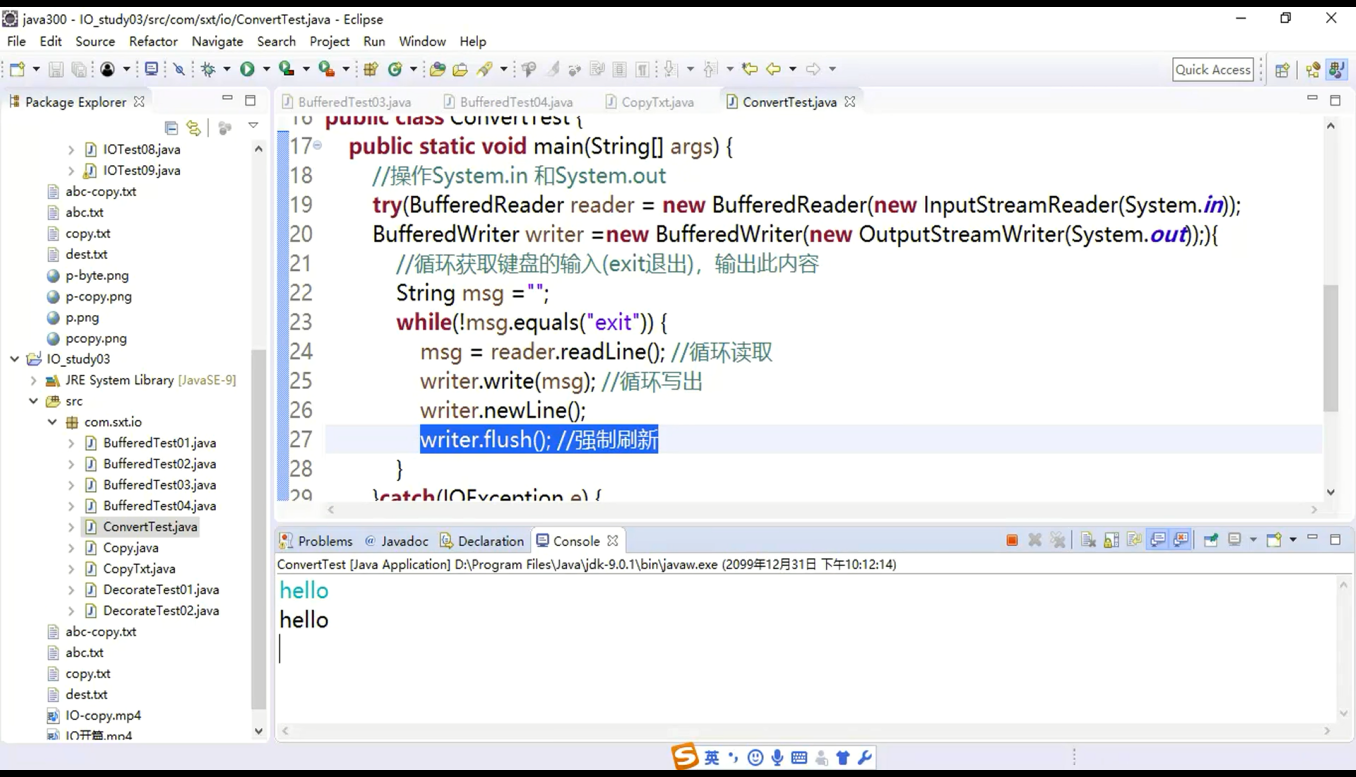 java300 - IO_study03/src/com/sxt/io/ConvertTest.java - Eclipse
File Edit Source Refactor Navigate Search Project Run Window Help
Quick Access
Package Explorer
BufferedTest03.java BufferedTest04.java CopyTxt.java ConvertTest.java
IOTest08.java
IOTest09.java
abc-copy.txt
abc.txt
copy.txt
dest.txt
p-byte.png
p-copy.png
p.png
pcopy.png
IO_study03
JRE System Library [JavaSE-9]
src
com.sxt.io
BufferedTest01.java
BufferedTest02.java
BufferedTest03.java
BufferedTest04.java
ConvertTest.java
Copy.java
CopyTxt.java
DecorateTest01.java
DecorateTest02.java
abc-copy.txt
abc.txt
copy.txt
dest.txt
IO-copy.mp4
IO开篇.mp4
16 public class ConvertTest {
17 public static void main(String[] args) {
18 //操作System.in 和System.out
19 try(BufferedReader reader = new BufferedReader(new InputStreamReader(System.in));
20 BufferedWriter writer =new BufferedWriter(new OutputStreamWriter(System.out));){
21 //循环获取键盘的输入(exit退出)，输出此内容
22 String msg ="";
23 while(!msg.equals("exit")) {
24 msg = reader.readLine(); //循环读取
25 writer.write(msg); //循环写出
26 writer.newLine();
27 writer.flush(); //强制刷新
28 }
29 }catch(IOException e) {
Problems @ Javadoc Declaration Console
ConvertTest [Java Application] D:\Program Files\Java\jdk-9.0.1\bin\javaw.exe (2099年12月31日 下午10:12:14)
hello
hello
S 英